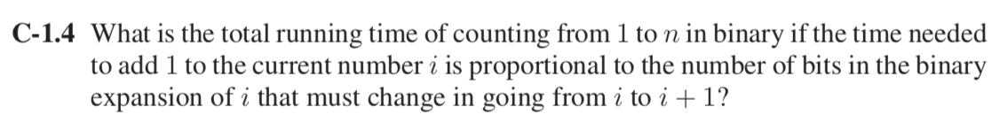 C-1.4 What is the total running time of counting from 1 to n in binary if the time needed
to add 1 to the current number i is proportional to the number of bits in the binary
expansion of i that must change in going from i to i + 1?